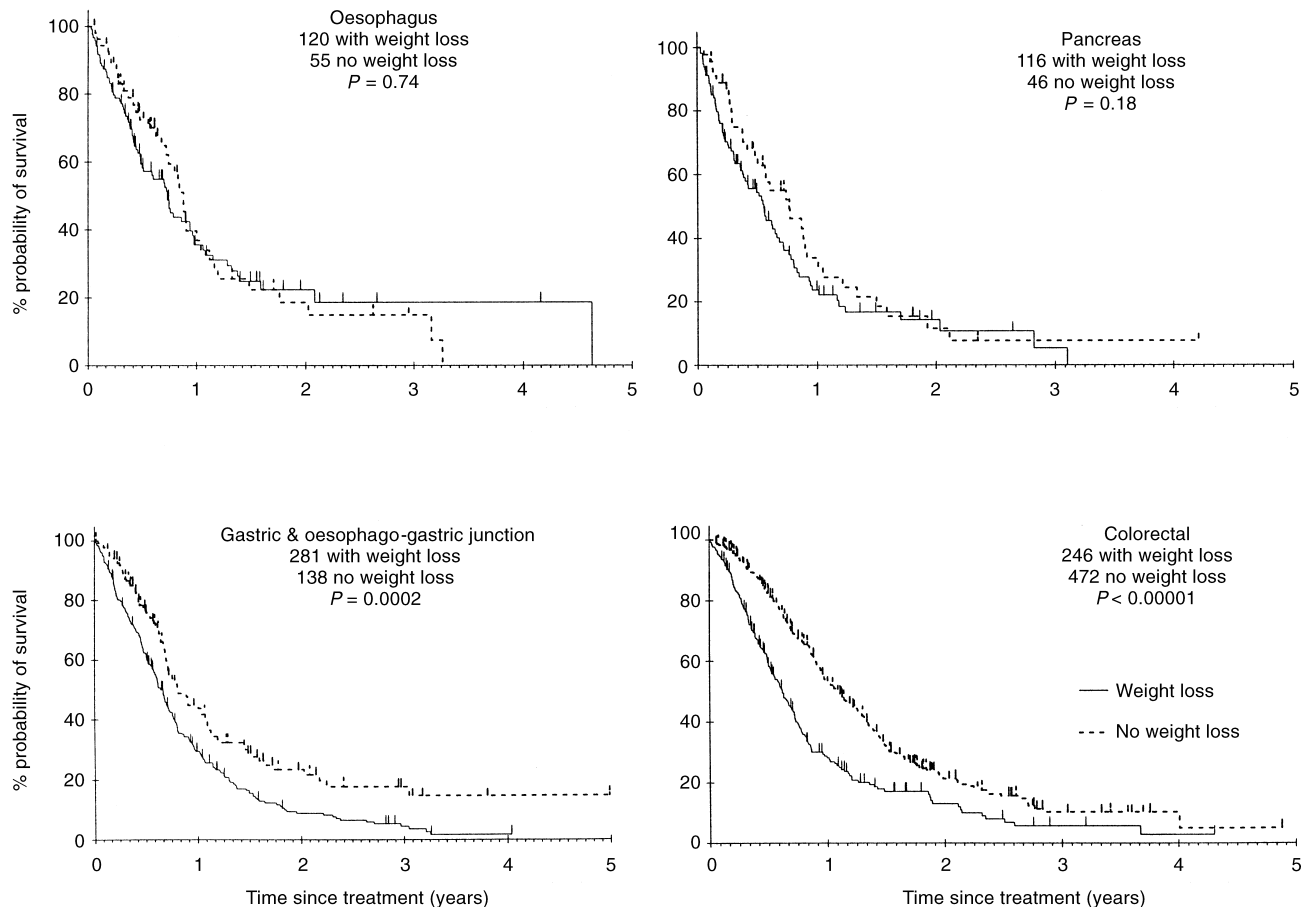 Oesophagus
120 with weight loss
55 no weight loss
P = 0.74
% probability of survival
100
80
60
40
20
0
0 1 2 3 4 5
Pancreas
116 with weight loss
46 no weight loss
P = 0.18
100
80
60
40
20
0
0 1 2 3 4 5
Gastric & oesophago-gastric junction
281 with weight loss
138 no weight loss
P = 0.0002
% probability of survival
100
80
60
40
20
0
0 1 2 3 4 5
Time since treatment (years)
Colorectal
246 with weight loss
472 no weight loss
P < 0.00001
Weight loss
No weight loss
100
80
60
40
20
0
0 1 2 3 4 5
Time since treatment (years)